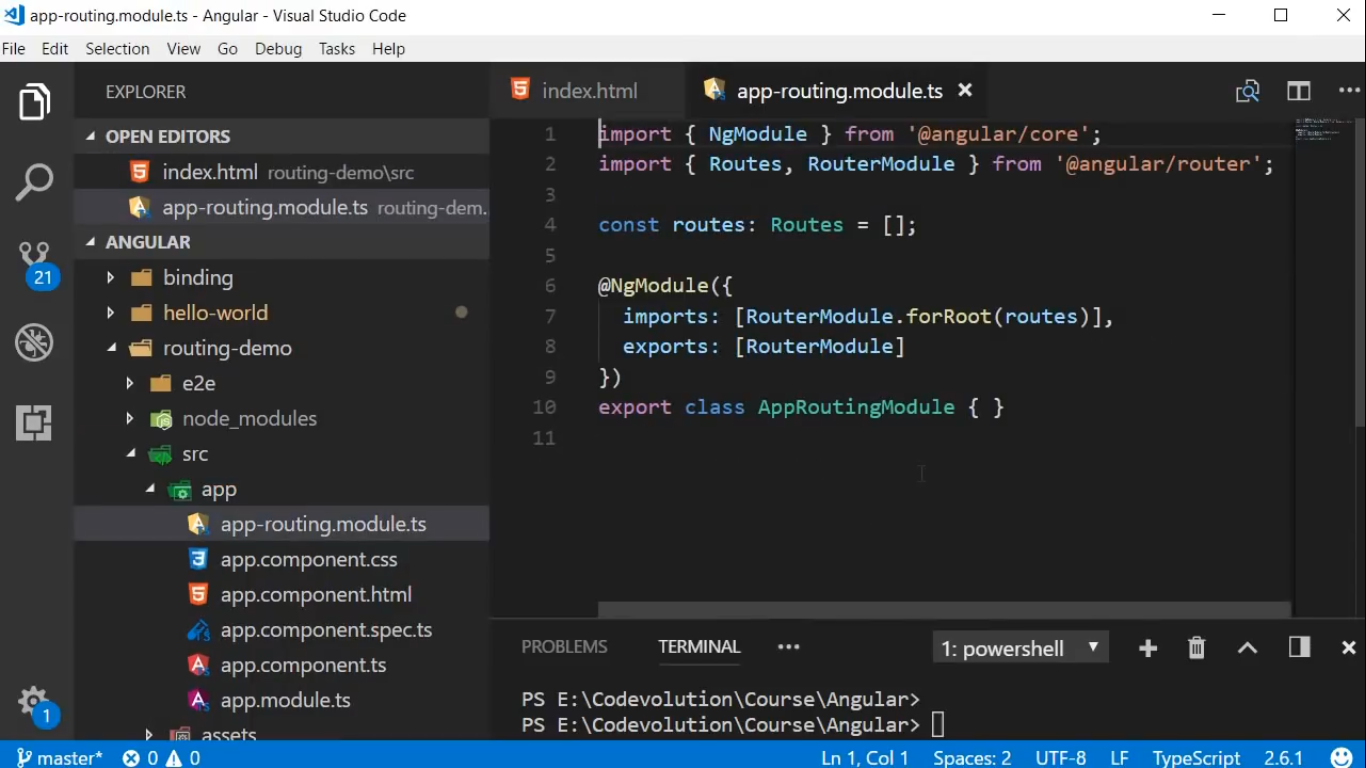 app-routing.module.ts - Angular - Visual Studio Code
File Edit Selection View Go Debug Tasks Help
EXPLORER
OPEN EDITORS
index.html routing-demo\src
app-routing.module.ts routing-dem.
ANGULAR
binding
hello-world
routing-demo
e2e
node_modules
src
app
app-routing.module.ts
app.component.css
app.component.html
app.component.spec.ts
app.component.ts
app.module.ts
assets
21
1
index.html app-routing.module.ts
1 import { NgModule } from '@angular/core';
2 import { Routes, RouterModule } from '@angular/router';
3
4 const routes: Routes = [];
5
6 @NgModule({
7   imports: [RouterModule.forRoot(routes)],
8   exports: [RouterModule]
9 })
10 export class AppRoutingModule { }
11
PROBLEMS TERMINAL ••• 1: powershell
PS E:\Codevolution\Course\Angular>
PS E:\Codevolution\Course\Angular>
master* 0 0 Ln 1, Col 1 Spaces: 2 UTF-8 LF TypeScript 2.6.1